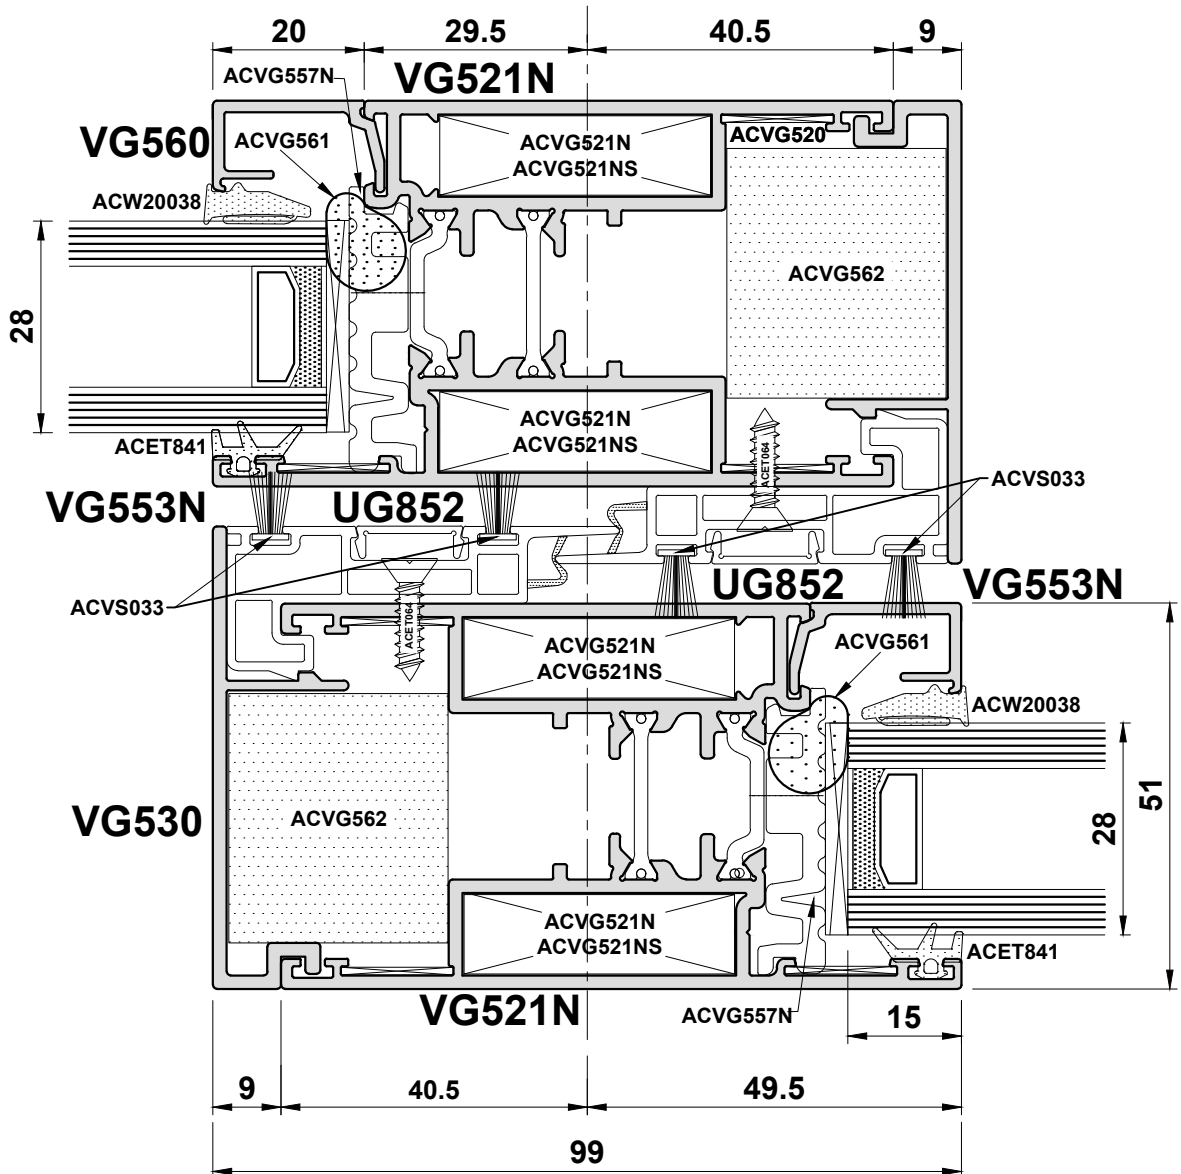 20
29.5
40.5
9
ACVG557N
VG521N
VG560
ACVG561
ACVG521N
ACVG521NS
ACVG520
ACW20038
ACVG562
28
ACVG521N
ACVG521NS
ACET841
ACET064
VG553N
UG852
ACVS033
ACVS033
UG852
VG553N
ACET064
ACVG521N
ACVG521NS
ACVG561
ACW20038
VG530
ACVG562
28
51
ACVG521N
ACVG521NS
ACET841
VG521N
ACVG557N
15
9
40.5
49.5
99